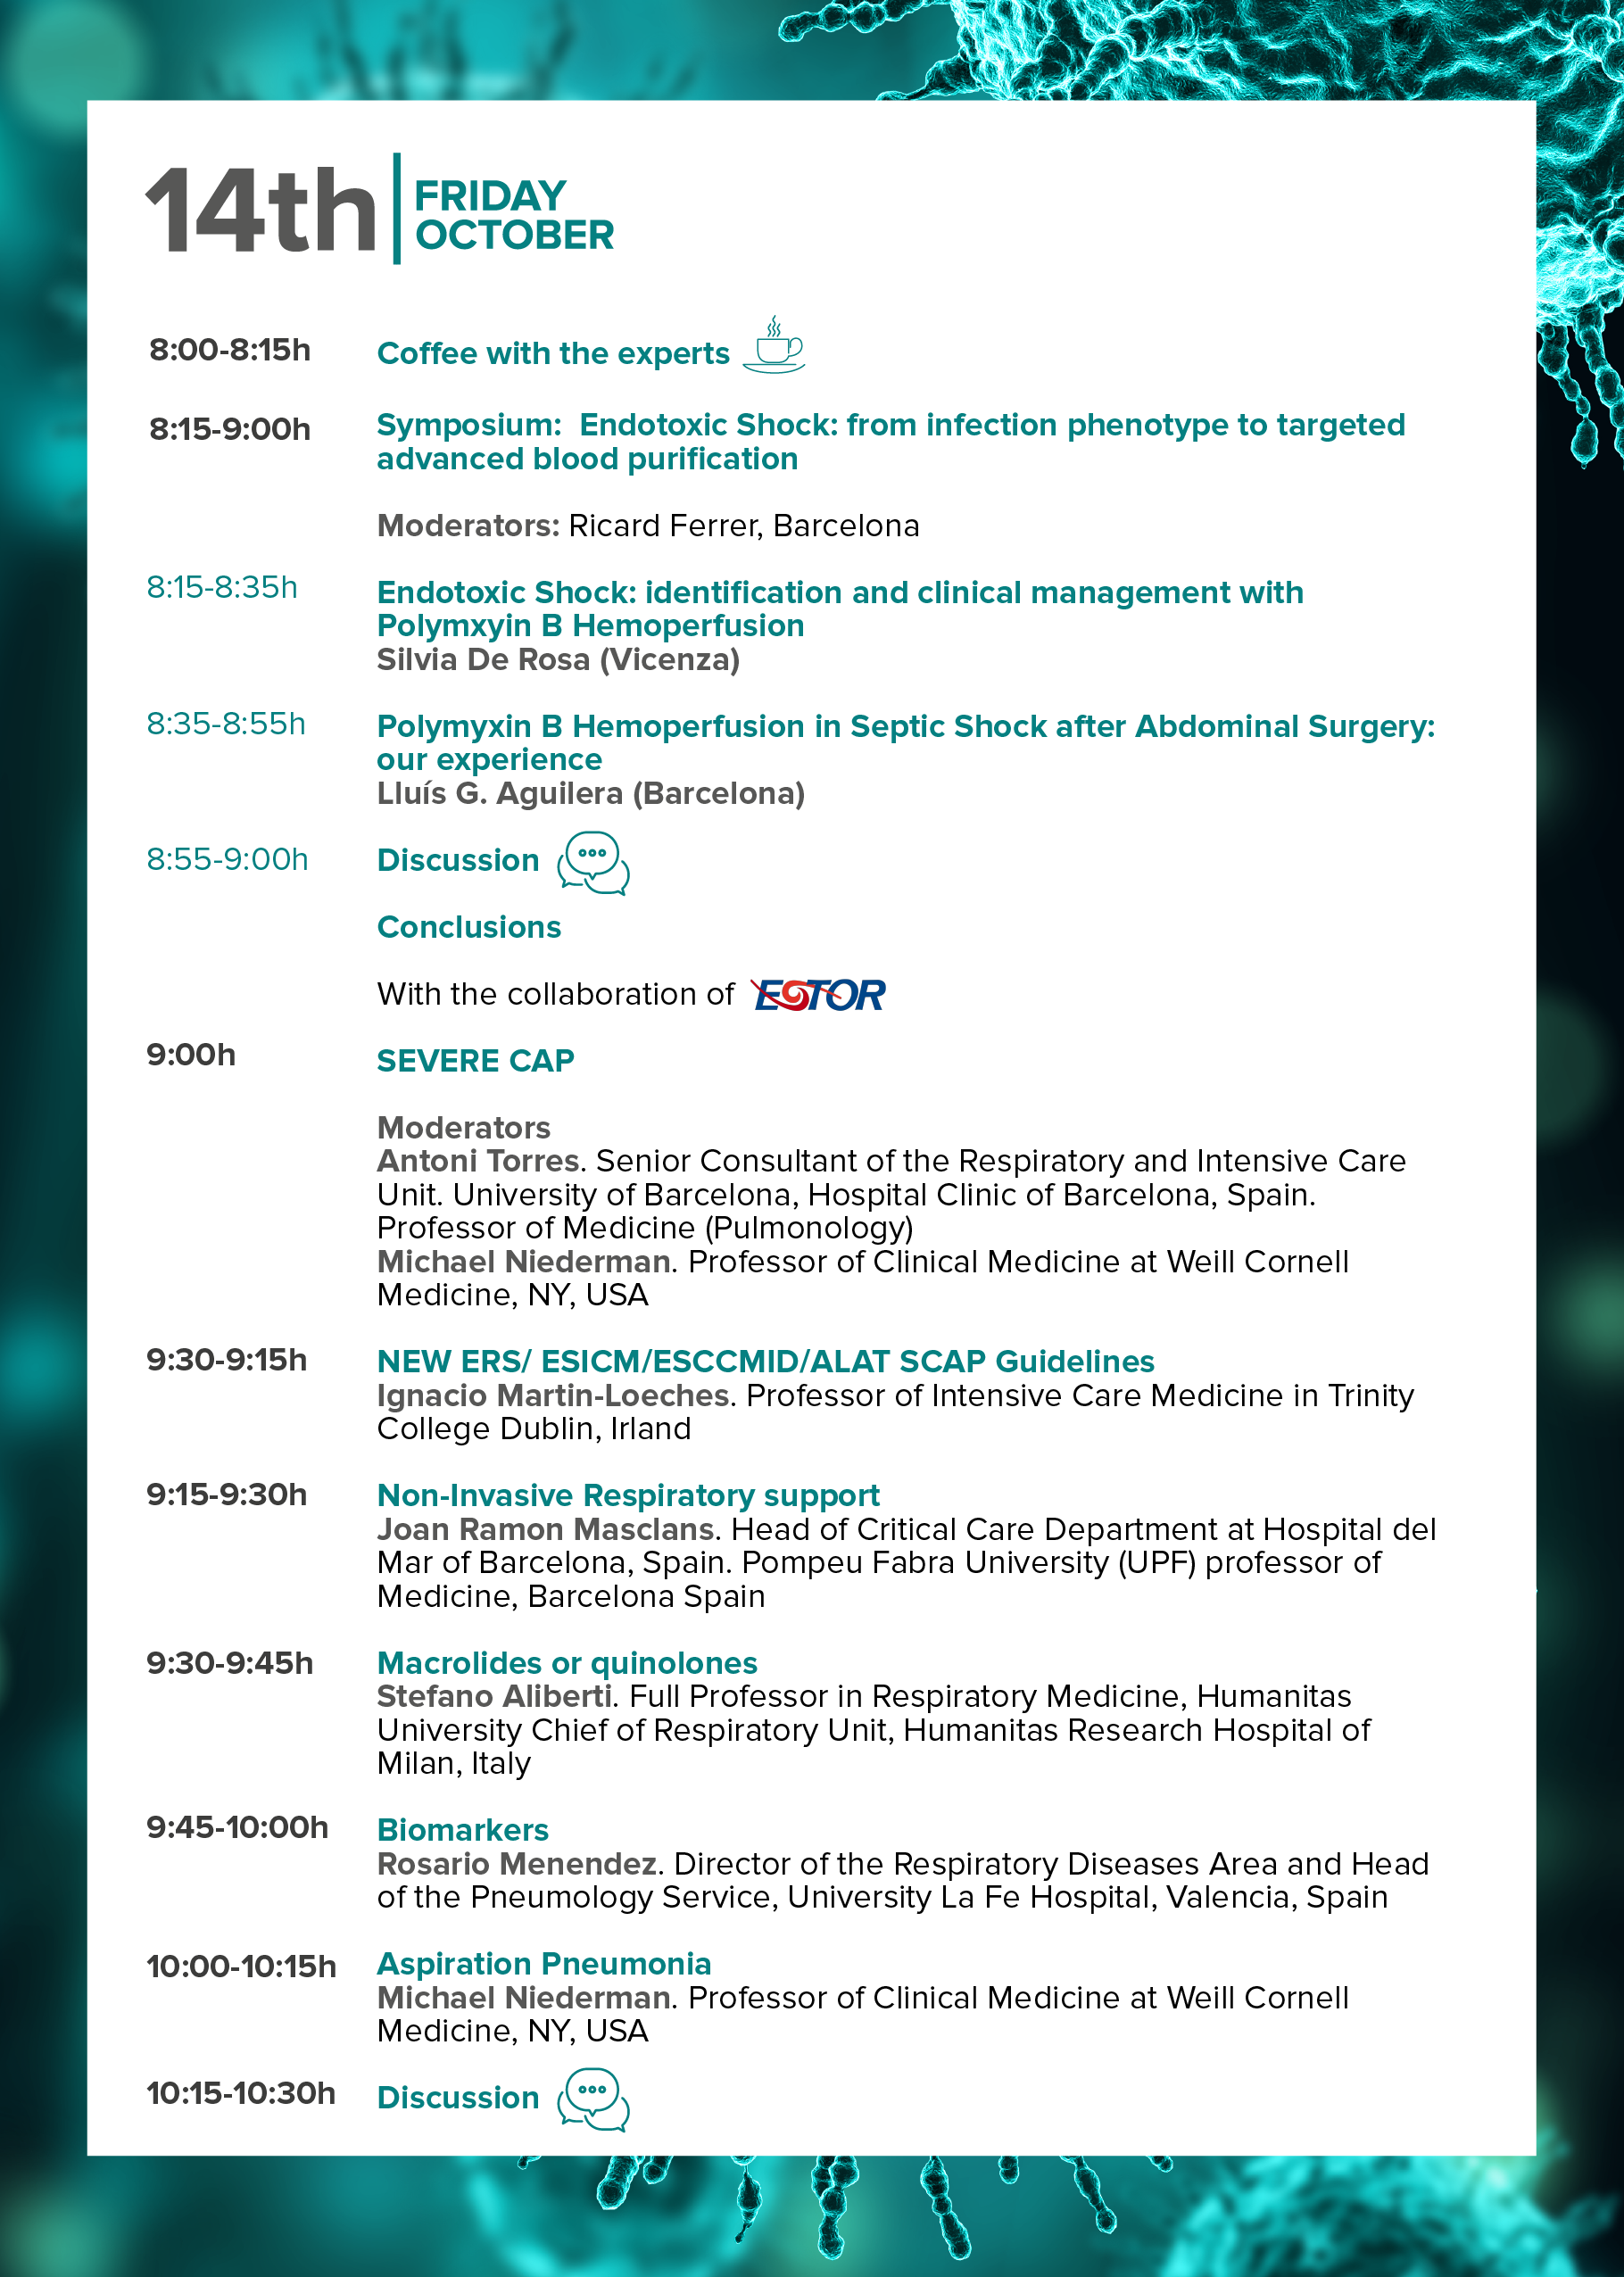 14th
FRIDAY
OCTOBER
8:00-8:15h
Coffee with the experts
8:15-9:00h
Symposium:  Endotoxic Shock: from infection phenotype to targeted
advanced blood purification
Moderators: Ricard Ferrer, Barcelona
8:15-8:35h
Endotoxic Shock: identification and clinical management with
Polymxyin B Hemoperfusion
Silvia De Rosa (Vicenza)
8:35-8:55h
Polymyxin B Hemoperfusion in Septic Shock after Abdominal Surgery:
our experience
Lluís G. Aguilera (Barcelona)
8:55-9:00h
Discussion
Conclusions
With the collaboration of ESTOR
9:00h
SEVERE CAP
Moderators
Antoni Torres. Senior Consultant of the Respiratory and Intensive Care
Unit. University of Barcelona, Hospital Clinic of Barcelona, Spain.
Professor of Medicine (Pulmonology)
Michael Niederman. Professor of Clinical Medicine at Weill Cornell
Medicine, NY, USA
9:30-9:15h
NEW ERS/ ESICM/ESCCMID/ALAT SCAP Guidelines
Ignacio Martin-Loeches. Professor of Intensive Care Medicine in Trinity
College Dublin, Irland
9:15-9:30h
Non-Invasive Respiratory support
Joan Ramon Masclans. Head of Critical Care Department at Hospital del
Mar of Barcelona, Spain. Pompeu Fabra University (UPF) professor of
Medicine, Barcelona Spain
9:30-9:45h
Macrolides or quinolones
Stefano Aliberti. Full Professor in Respiratory Medicine, Humanitas
University Chief of Respiratory Unit, Humanitas Research Hospital of
Milan, Italy
9:45-10:00h
Biomarkers
Rosario Menendez. Director of the Respiratory Diseases Area and Head
of the Pneumology Service, University La Fe Hospital, Valencia, Spain
10:00-10:15h
Aspiration Pneumonia
Michael Niederman. Professor of Clinical Medicine at Weill Cornell
Medicine, NY, USA
10:15-10:30h
Discussion